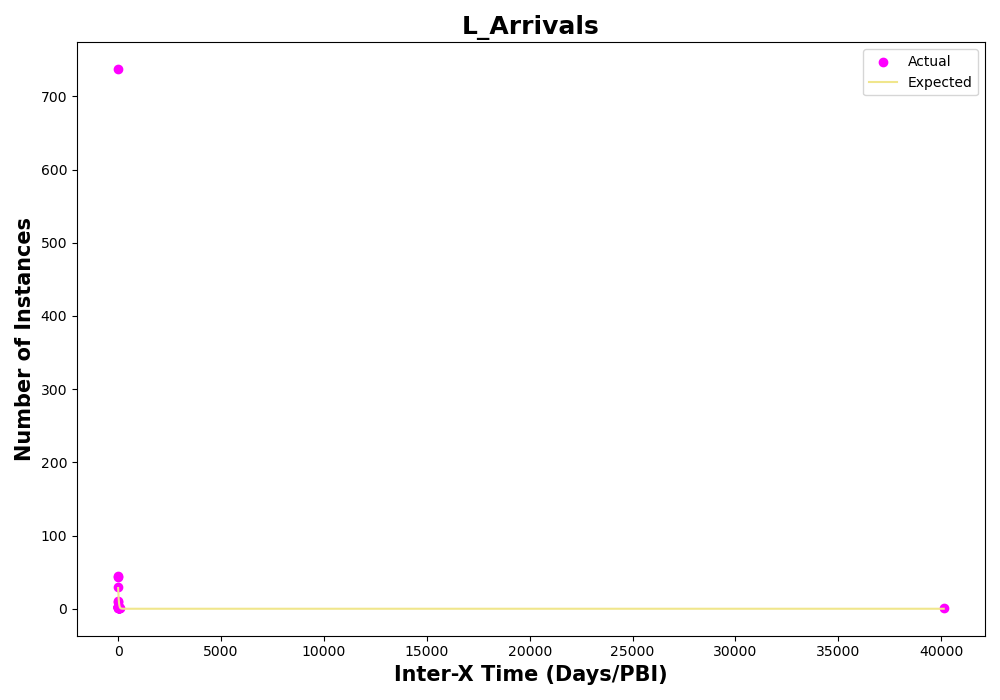 L_Arrivals
Actual
Expected
700
600
500
400
300
200
100
0
Number of Instances
0 5000 10000 15000 20000 25000 30000 35000 40000
Inter-X Time (Days/PBI)